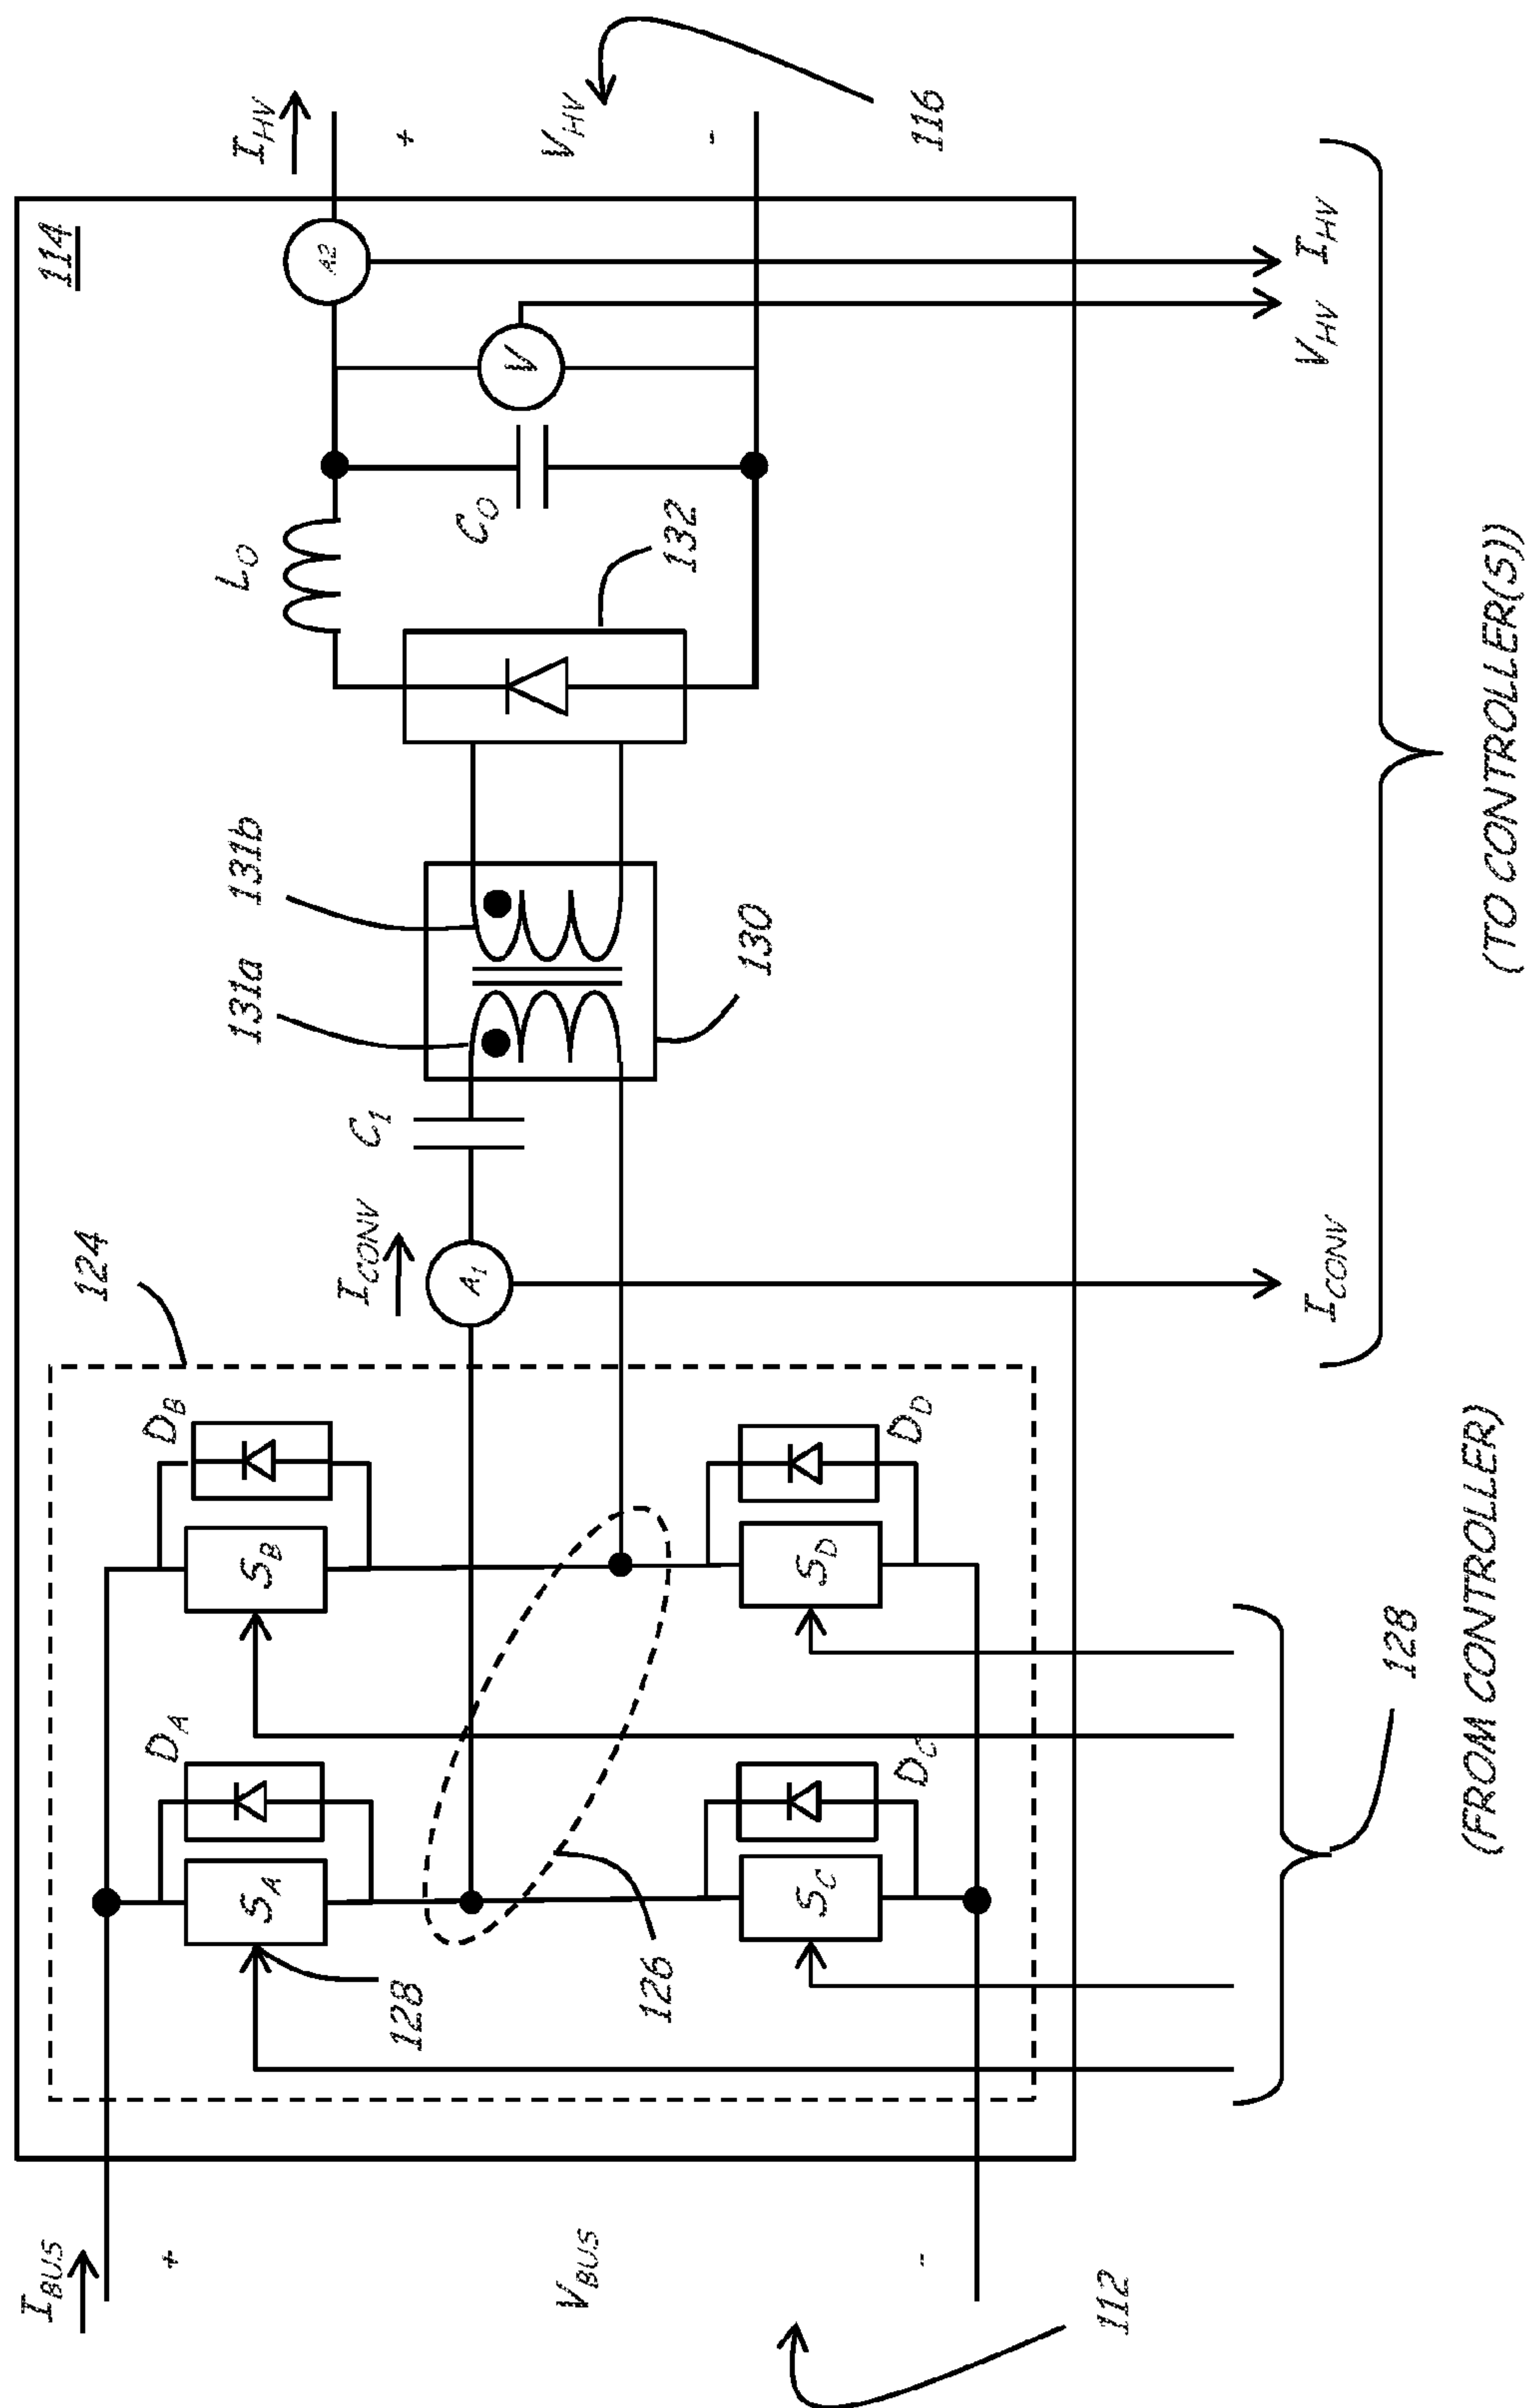 114
124
I_BUS
+
V_BUS
-
112
D_A
D_B
S_A
S_B
128
126
S_C
S_D
D_C
D_D
I_CONV
A_1
C_1
131a
131b
130
132
L_O
C_O
V
A2
I_HV
+
V_HV
-
116
128
(FROM CONTROLLER)
I_CONV
V_HV
I_HV
(TO CONTROLLER(S))